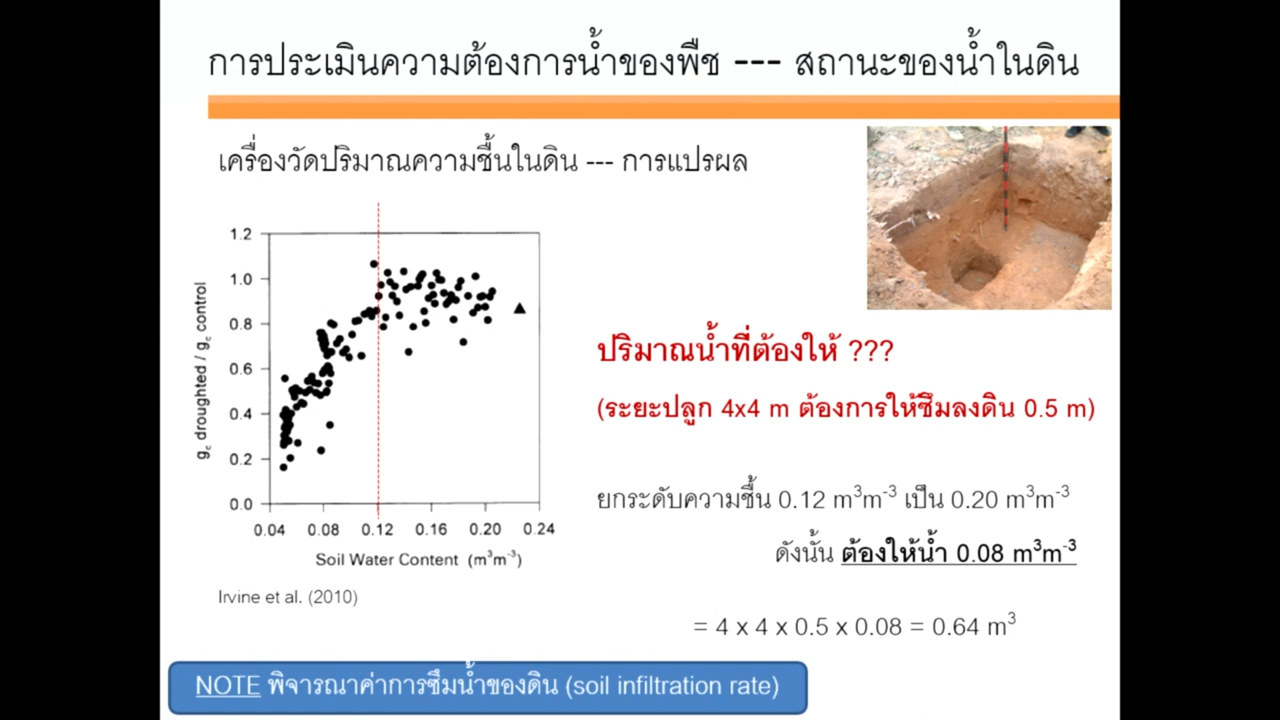 การประเมินความต้องการน้ำของพืช --- สถานะของน้ำในดิน
เครื่องวัดปริมาณความชื้นในดิน --- การแปรผล
1.2
1.0
0.8
0.6
0.4
0.2
0.0
g꜀ droughted / g꜀ control
0.04 0.08 0.12 0.16 0.20 0.24
Soil Water Content (m³m⁻³)
Irvine et al. (2010)
ปริมาณน้ำที่ต้องให้ ???
(ระยะปลูก 4x4 m ต้องการให้ซึมลงดิน 0.5 m)
ยกระดับความชื้น 0.12 m³m⁻³ เป็น 0.20 m³m⁻³
ดังนั้น ต้องให้น้ำ 0.08 m³m⁻³
= 4 x 4 x 0.5 x 0.08 = 0.64 m³
NOTE พิจารณาค่าการซึมน้ำของดิน (soil infiltration rate)